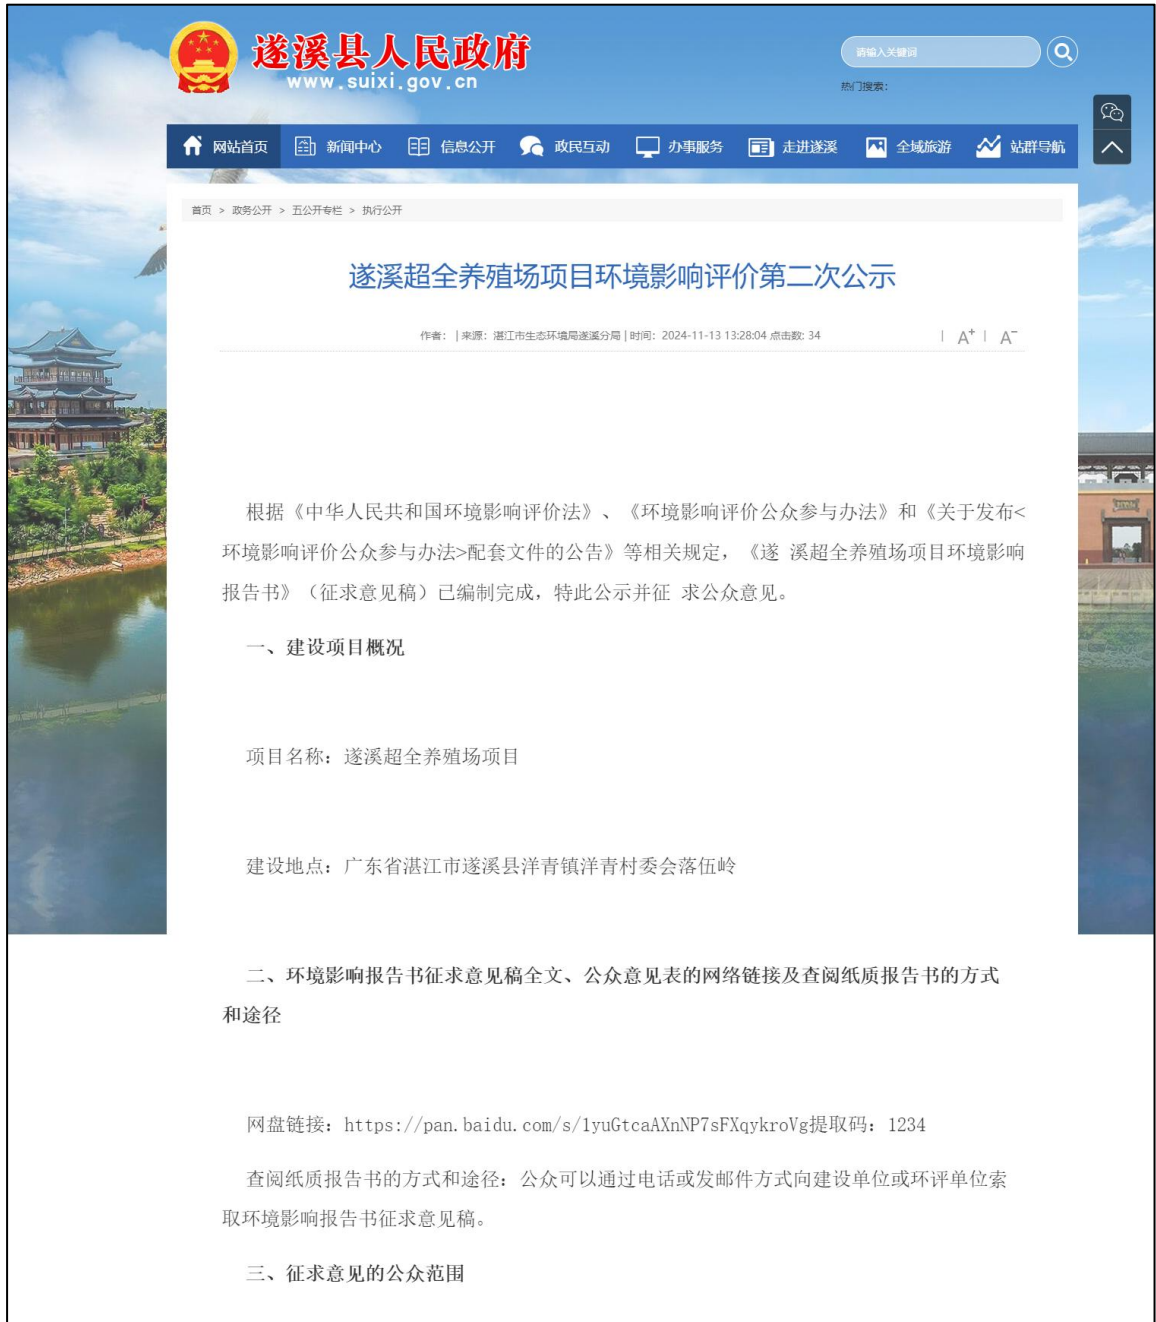 遂溪县人民政府
www.suixi.gov.cn
请输入关键词
热门搜索：
网站首页 新闻中心 信息公开 政民互动 办事服务 走进遂溪 全域旅游 站群导航
首页 > 政务公开 > 五公开专栏 > 执行公开
遂溪超全养殖场项目环境影响评价第二次公示
作者： | 来源：湛江市生态环境局遂溪分局 | 时间：2024-11-13 13:28:04 点击数: 34 | A⁺ | A⁻
根据《中华人民共和国环境影响评价法》、《环境影响评价公众参与办法》和《关于发布<
环境影响评价公众参与办法>配套文件的公告》等相关规定，《遂 溪超全养殖场项目环境影响
报告书》（征求意见稿）已编制完成，特此公示并征 求公众意见。
一、建设项目概况
项目名称：遂溪超全养殖场项目
建设地点：广东省湛江市遂溪县洋青镇洋青村委会落伍岭
二、环境影响报告书征求意见稿全文、公众意见表的网络链接及查阅纸质报告书的方式
和途径
网盘链接：https://pan.baidu.com/s/1yuGtcaAXnNP7sFXqykroVg提取码：1234
查阅纸质报告书的方式和途径：公众可以通过电话或发邮件方式向建设单位或环评单位索
取环境影响报告书征求意见稿。
三、征求意见的公众范围